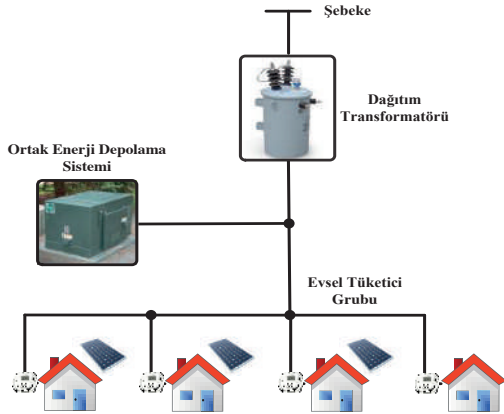 Şebeke
Dağıtım
Transformatörü
Ortak Enerji Depolama
Sistemi
Evsel Tüketici
Grubu